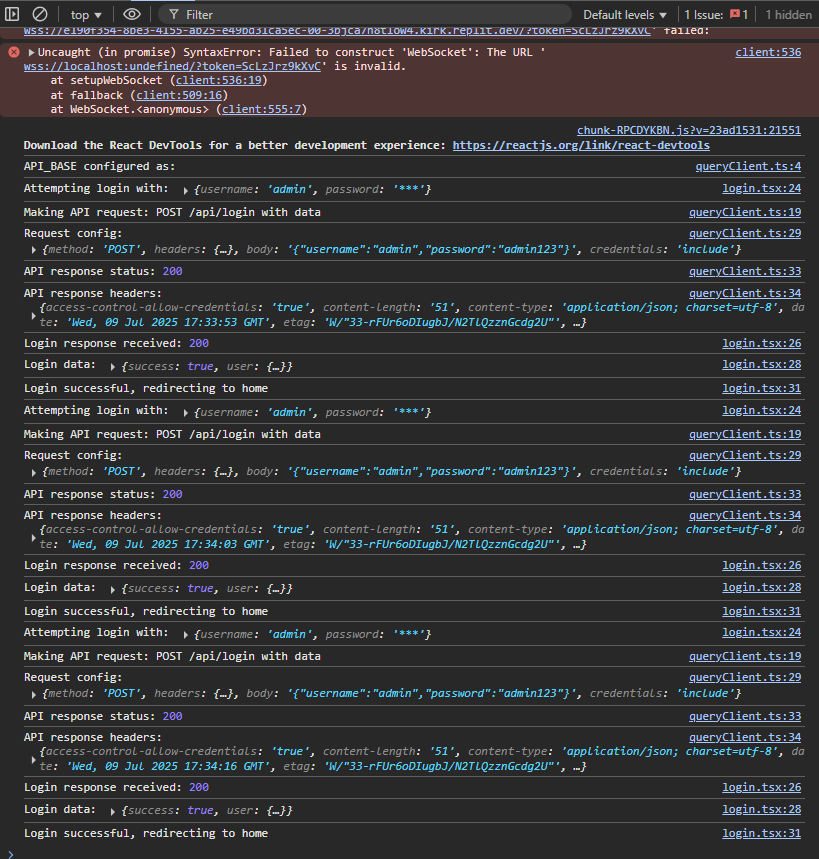 top ▾ Filter Default levels ▾ 1 Issue: 1 1 hidden
failed:
Uncaught (in promise) SyntaxError: Failed to construct 'WebSocket': The URL ' client:536
wss://localhost:undefined/?token=ScLzJrz9kXvC' is invalid.
at setupWebSocket (client:536:19)
at fallback (client:509:16)
at WebSocket.<anonymous> (client:555:7)
chunk-RPCDYKBN.js?v=23ad1531:21551
Download the React DevTools for a better development experience: https://reactjs.org/link/react-devtools
API_BASE configured as: queryClient.ts:4
Attempting login with: ▸ {username: 'admin', password: '***'} login.tsx:24
Making API request: POST /api/login with data queryClient.ts:19
Request config: queryClient.ts:29
▸ {method: 'POST', headers: {…}, body: '{"username":"admin","password":"admin123"}', credentials: 'include'}
API response status: 200 queryClient.ts:33
API response headers: queryClient.ts:34
{access-control-allow-credentials: 'true', content-length: '51', content-type: 'application/json; charset=utf-8', da
▸ te: 'Wed, 09 Jul 2025 17:33:53 GMT', etag: 'W/"33-rFUr6oDIugbJ/N2TlQzznGcdg2U"', …}
Login response received: 200 login.tsx:26
Login data: ▸ {success: true, user: {…}} login.tsx:28
Login successful, redirecting to home login.tsx:31
Attempting login with: ▸ {username: 'admin', password: '***'} login.tsx:24
Making API request: POST /api/login with data queryClient.ts:19
Request config: queryClient.ts:29
▸ {method: 'POST', headers: {…}, body: '{"username":"admin","password":"admin123"}', credentials: 'include'}
API response status: 200 queryClient.ts:33
API response headers: queryClient.ts:34
{access-control-allow-credentials: 'true', content-length: '51', content-type: 'application/json; charset=utf-8', da
▸ te: 'Wed, 09 Jul 2025 17:34:03 GMT', etag: 'W/"33-rFUr6oDIugbJ/N2TlQzznGcdg2U"', …}
Login response received: 200 login.tsx:26
Login data: ▸ {success: true, user: {…}} login.tsx:28
Login successful, redirecting to home login.tsx:31
Attempting login with: ▸ {username: 'admin', password: '***'} login.tsx:24
Making API request: POST /api/login with data queryClient.ts:19
Request config: queryClient.ts:29
▸ {method: 'POST', headers: {…}, body: '{"username":"admin","password":"admin123"}', credentials: 'include'}
API response status: 200 queryClient.ts:33
API response headers: queryClient.ts:34
{access-control-allow-credentials: 'true', content-length: '51', content-type: 'application/json; charset=utf-8', da
▸ te: 'Wed, 09 Jul 2025 17:34:16 GMT', etag: 'W/"33-rFUr6oDIugbJ/N2TlQzznGcdg2U"', …}
Login response received: 200 login.tsx:26
Login data: ▸ {success: true, user: {…}} login.tsx:28
Login successful, redirecting to home login.tsx:31